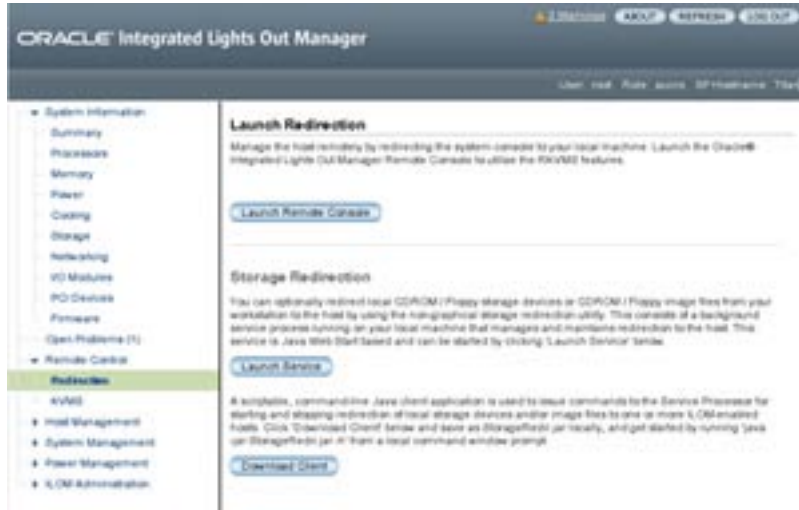 2 Warnings ABOUT REFRESH LOG OUT
ORACLE Integrated Lights Out Manager
User: root Role: SP Hostname:
System Information
Summary
Processors
Memory
Power
Cooling
Storage
Networking
I/O Modules
PCI Devices
Firmware
Open Problems (1)
Remote Control
Redirection
KVMS
Host Management
System Management
Power Management
ILOM Administration
Launch Redirection
Manage the host remotely by redirecting the system console to your local machine. Launch the Oracle®
Integrated Lights Out Manager Remote Console to utilize the RKVMS features.
Launch Remote Console
Storage Redirection
You can optionally redirect local CDROM / Floppy storage devices or CDROM / Floppy image files from your
workstation to the host by using the nongraphical storage redirection utility. This consists of a background
service process running on your local machine that manages and maintains redirection to the host. This
service is Java Web Start based and can be started by clicking 'Launch Service' below.
Launch Service
A scriptable, command-line Java client application is used to issue commands to the Service Processor for
starting and stopping redirection of local storage devices and/or image files to one or more ILOM enabled
hosts. Click 'Download Client' below and save as StorageRedir.jar locally, and get started by running 'java
-jar StorageRedir.jar -h' from a local command window prompt.
Download Client